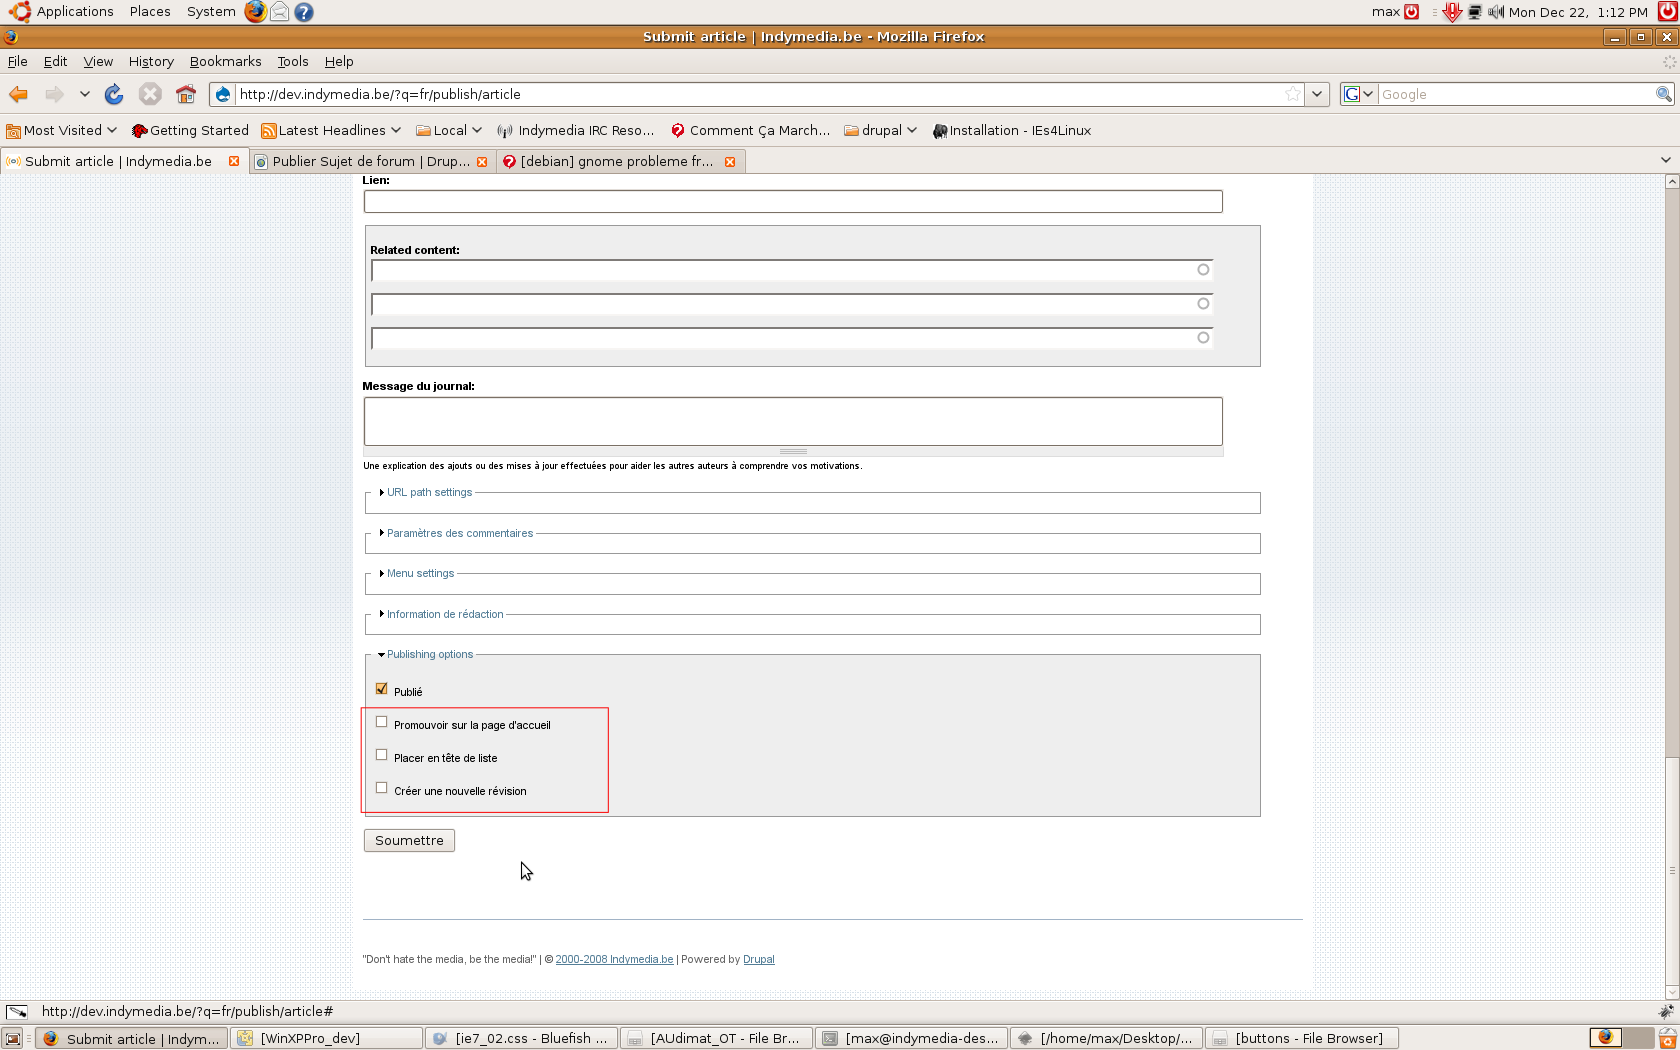 Applications Places System max Mon Dec 22, 1:12 PM
Submit article | Indymedia.be - Mozilla Firefox
File Edit View History Bookmarks Tools Help
http://dev.indymedia.be/?q=fr/publish/article G Google
Most Visited Getting Started Latest Headlines Local Indymedia IRC Reso... Comment Ça March... drupal Installation - IEs4Linux
Submit article | Indymedia.be Publier Sujet de forum | Drup... [debian] gnome probleme fr...
Lien:
Related content:
Message du journal:
Une explication des ajouts ou des mises à jour effectuées pour aider les autres auteurs à comprendre vos motivations.
URL path settings
Paramètres des commentaires
Menu settings
Information de rédaction
Publishing options
Publié
Promouvoir sur la page d'accueil
Placer en tête de liste
Créer une nouvelle révision
Soumettre
"Don't hate the media, be the media!" | © 2000-2008 Indymedia.be | Powered by Drupal
http://dev.indymedia.be/?q=fr/publish/article#
Submit article | Indym... [WinXPPro_dev] [ie7_02.css - Bluefish ... [AUdimat_OT - File Br... [max@indymedia-des... [/home/max/Desktop/... [buttons - File Browser]